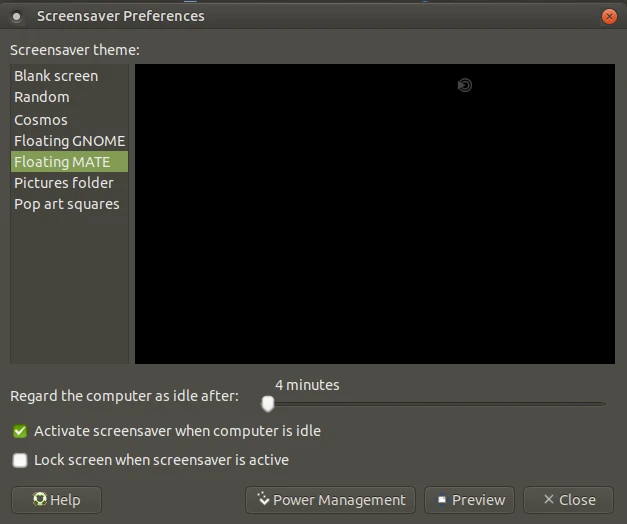 Screensaver Preferences
Screensaver theme:
Blank screen
Random
Cosmos
Floating GNOME
Floating MATE
Pictures folder
Pop art squares
4 minutes
Regard the computer as idle after:
Activate screensaver when computer is idle
Lock screen when screensaver is active
Help Power Management Preview Close